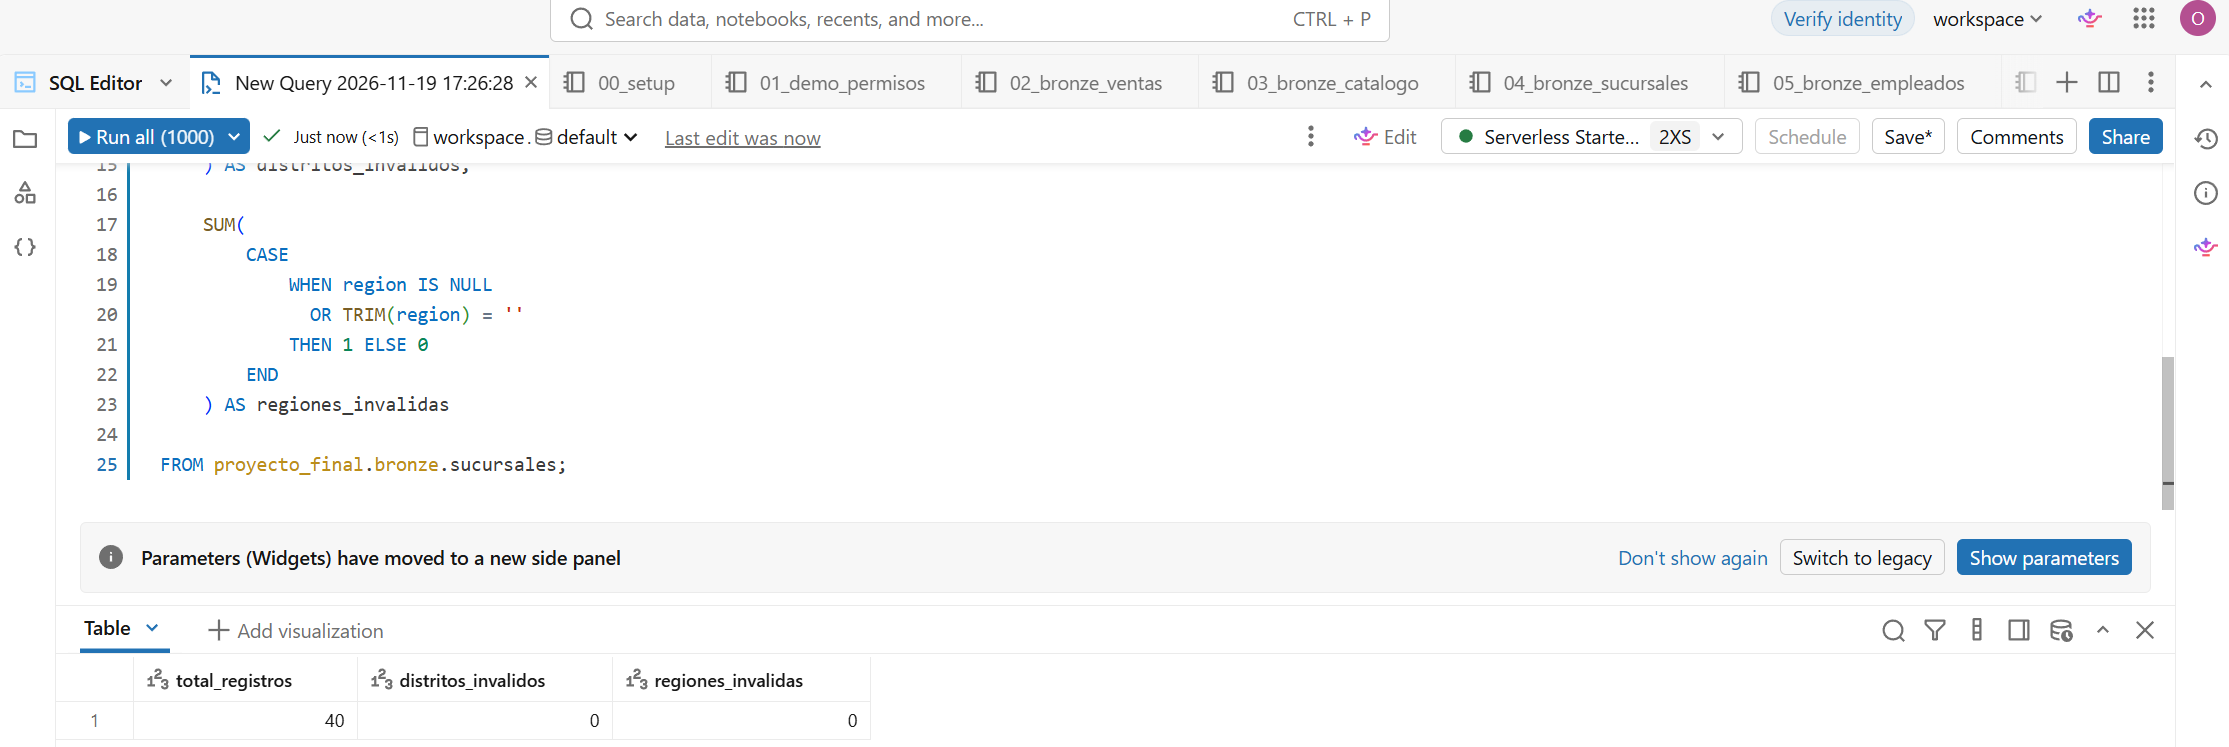 Search data, notebooks, recents, and more...
CTRL + P
Verify identity
workspace
O
SQL Editor
New Query 2026-11-19 17:26:28
00_setup
01_demo_permisos
02_bronze_ventas
03_bronze_catalogo
04_bronze_sucursales
05_bronze_empleados
Run all (1000)
Just now (<1s)
workspace.
default
Last edit was now
Edit
Serverless Starte...
2XS
Schedule
Save*
Comments
Share
15 ) AS distritos_invalidos,
16
17 SUM(
18 CASE
19 WHEN region IS NULL
20 OR TRIM(region) = ''
21 THEN 1 ELSE 0
22 END
23 ) AS regiones_invalidas
24
25 FROM proyecto_final.bronze.sucursales;
Parameters (Widgets) have moved to a new side panel
Don't show again
Switch to legacy
Show parameters
Table
Add visualization
total_registros distritos_invalidos regiones_invalidas
1 40 0 0